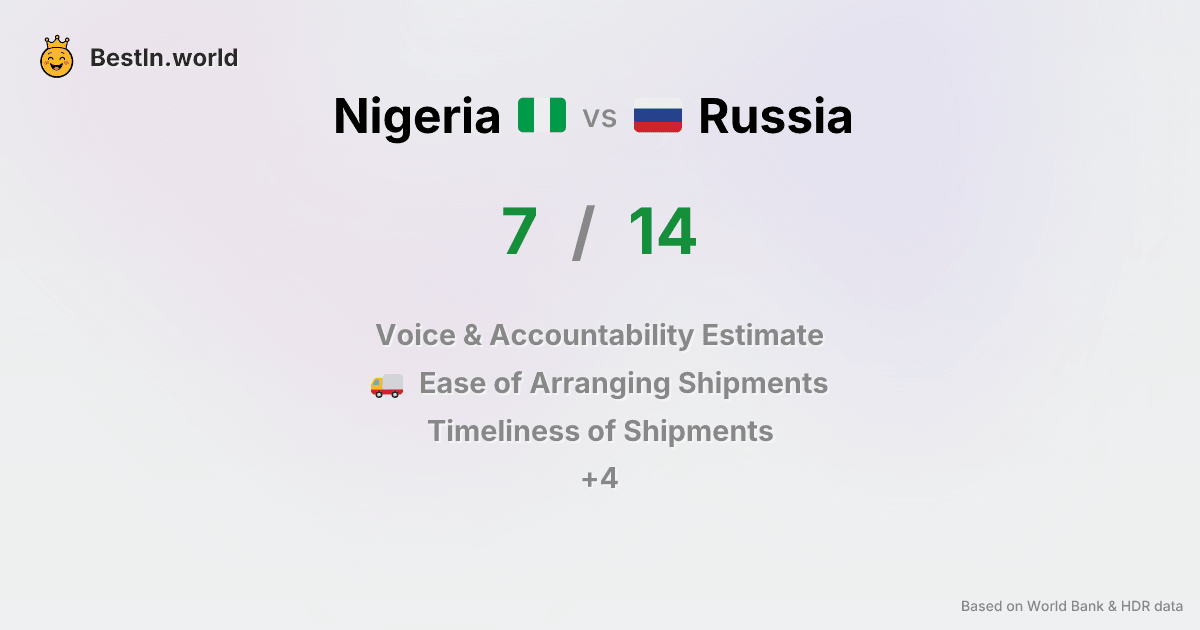 BestIn.world
Nigeria vs Russia
7 / 14
Voice & Accountability Estimate
Ease of Arranging Shipments
Timeliness of Shipments
+4
Based on World Bank & HDR data